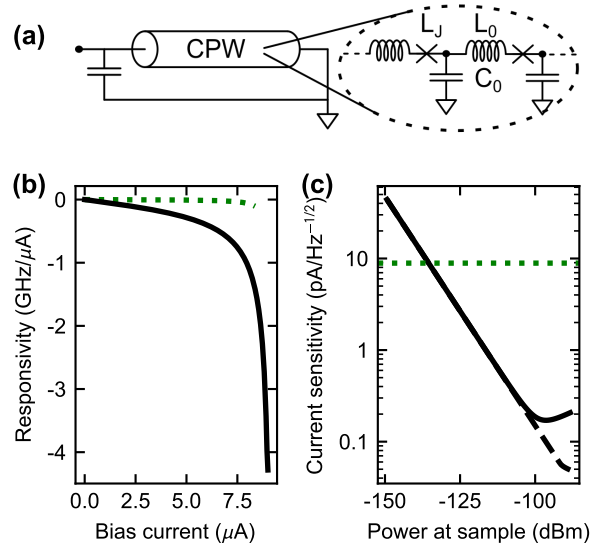 (a)
CPW
L_J
L_0
C_0
(b)
Responsivity (GHz/μA)
0
-1
-2
-3
-4
0.0
2.5
5.0
7.5
Bias current (μA)
(c)
Current sensitivity (pA/Hz^{-1/2})
10
1
0.1
-150
-125
-100
Power at sample (dBm)